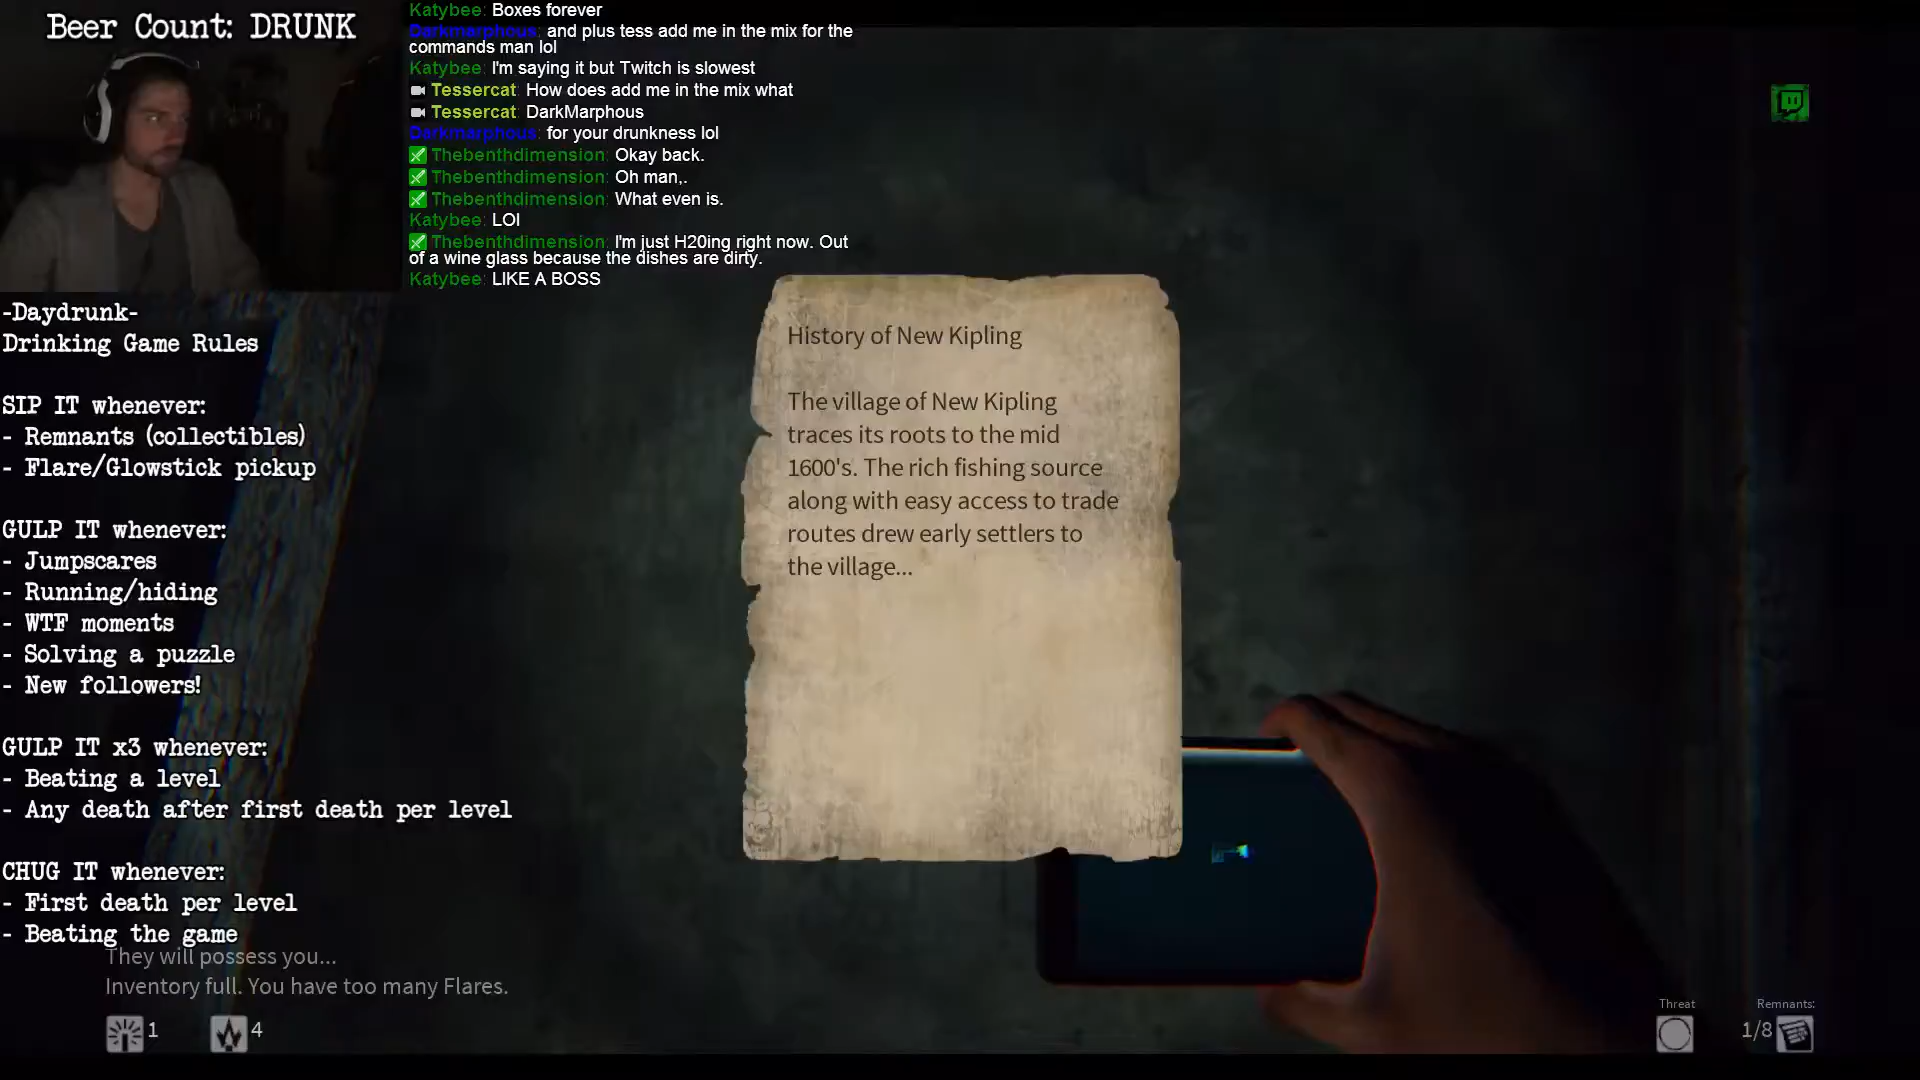 Beer Count: DRUNK
Katybee: Boxes forever
Darkmarphous: and plus tess add me in the mix for the
commands man lol
Katybee: I'm saying it but Twitch is slowest
Tessercat: How does add me in the mix what
Tessercat: DarkMarphous
Darkmarphous: for your drunkness lol
Thebenthdimension: Okay back.
Thebenthdimension: Oh man,.
Thebenthdimension: What even is.
Katybee: LOl
Thebenthdimension: I'm just H20ing right now. Out
of a wine glass because the dishes are dirty.
Katybee: LIKE A BOSS
-Daydrunk-
Drinking Game Rules
SIP IT whenever:
- Remnants (collectibles)
- Flare/Glowstick pickup
GULP IT whenever:
- Jumpscares
- Running/hiding
- WTF moments
- Solving a puzzle
- New followers!
GULP IT x3 whenever:
- Beating a level
- Any death after first death per level
CHUG IT whenever:
- First death per level
- Beating the game
History of New Kipling
The village of New Kipling
traces its roots to the mid
1600's. The rich fishing source
along with easy access to trade
routes drew early settlers to
the village...
They will possess you...
Inventory full. You have too many Flares.
1 4
Threat Remnants:
1/8